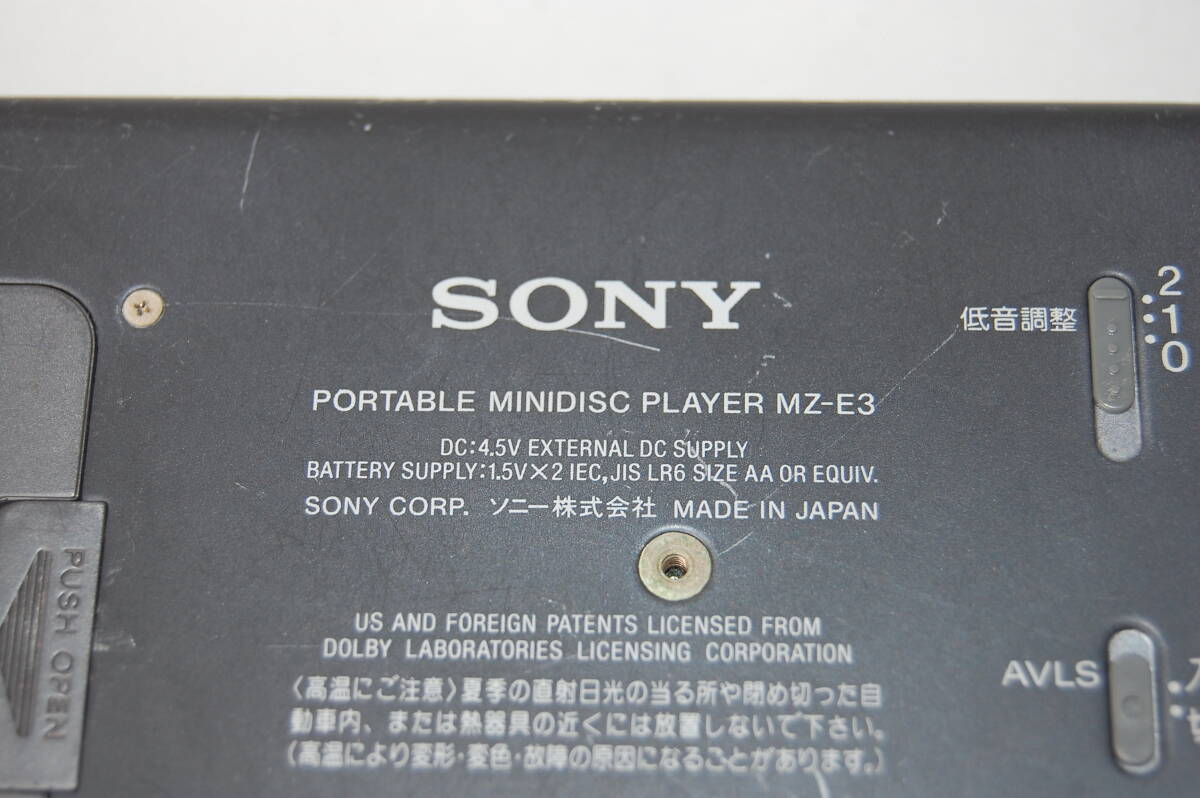 SONY
低音調整
2
1
0
PORTABLE MINIDISC PLAYER MZ-E3
DC:4.5V EXTERNAL DC SUPPLY
BATTERY SUPPLY:1.5V×2 IEC,JIS LR6 SIZE AA OR EQUIV.
SONY CORP. ソニー株式会社 MADE IN JAPAN
PUSH OPEN
US AND FOREIGN PATENTS LICENSED FROM
DOLBY LABORATORIES LICENSING CORPORATION
AVLS
〈高温にご注意〉夏季の直射日光の当る所や閉め切った自
動車内、または熱器具の近くには放置しないで下さい。
(高温により変形・変色・故障の原因になることがあります。)